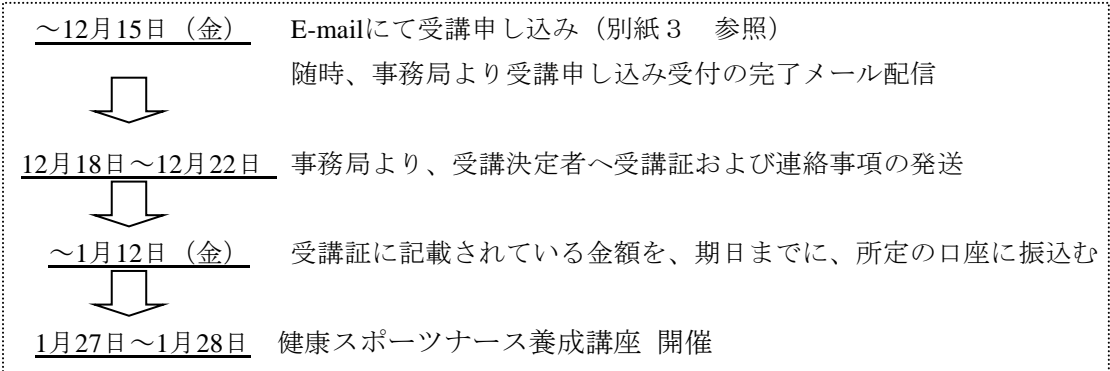 ～12月15日（金） E-mailにて受講申し込み（別紙３　参照）
随時、事務局より受講申し込み受付の完了メール配信
12月18日～12月22日 事務局より、受講決定者へ受講証および連絡事項の発送
～1月12日（金） 受講証に記載されている金額を、期日までに、所定の口座に振込む
1月27日～1月28日 健康スポーツナース養成講座 開催